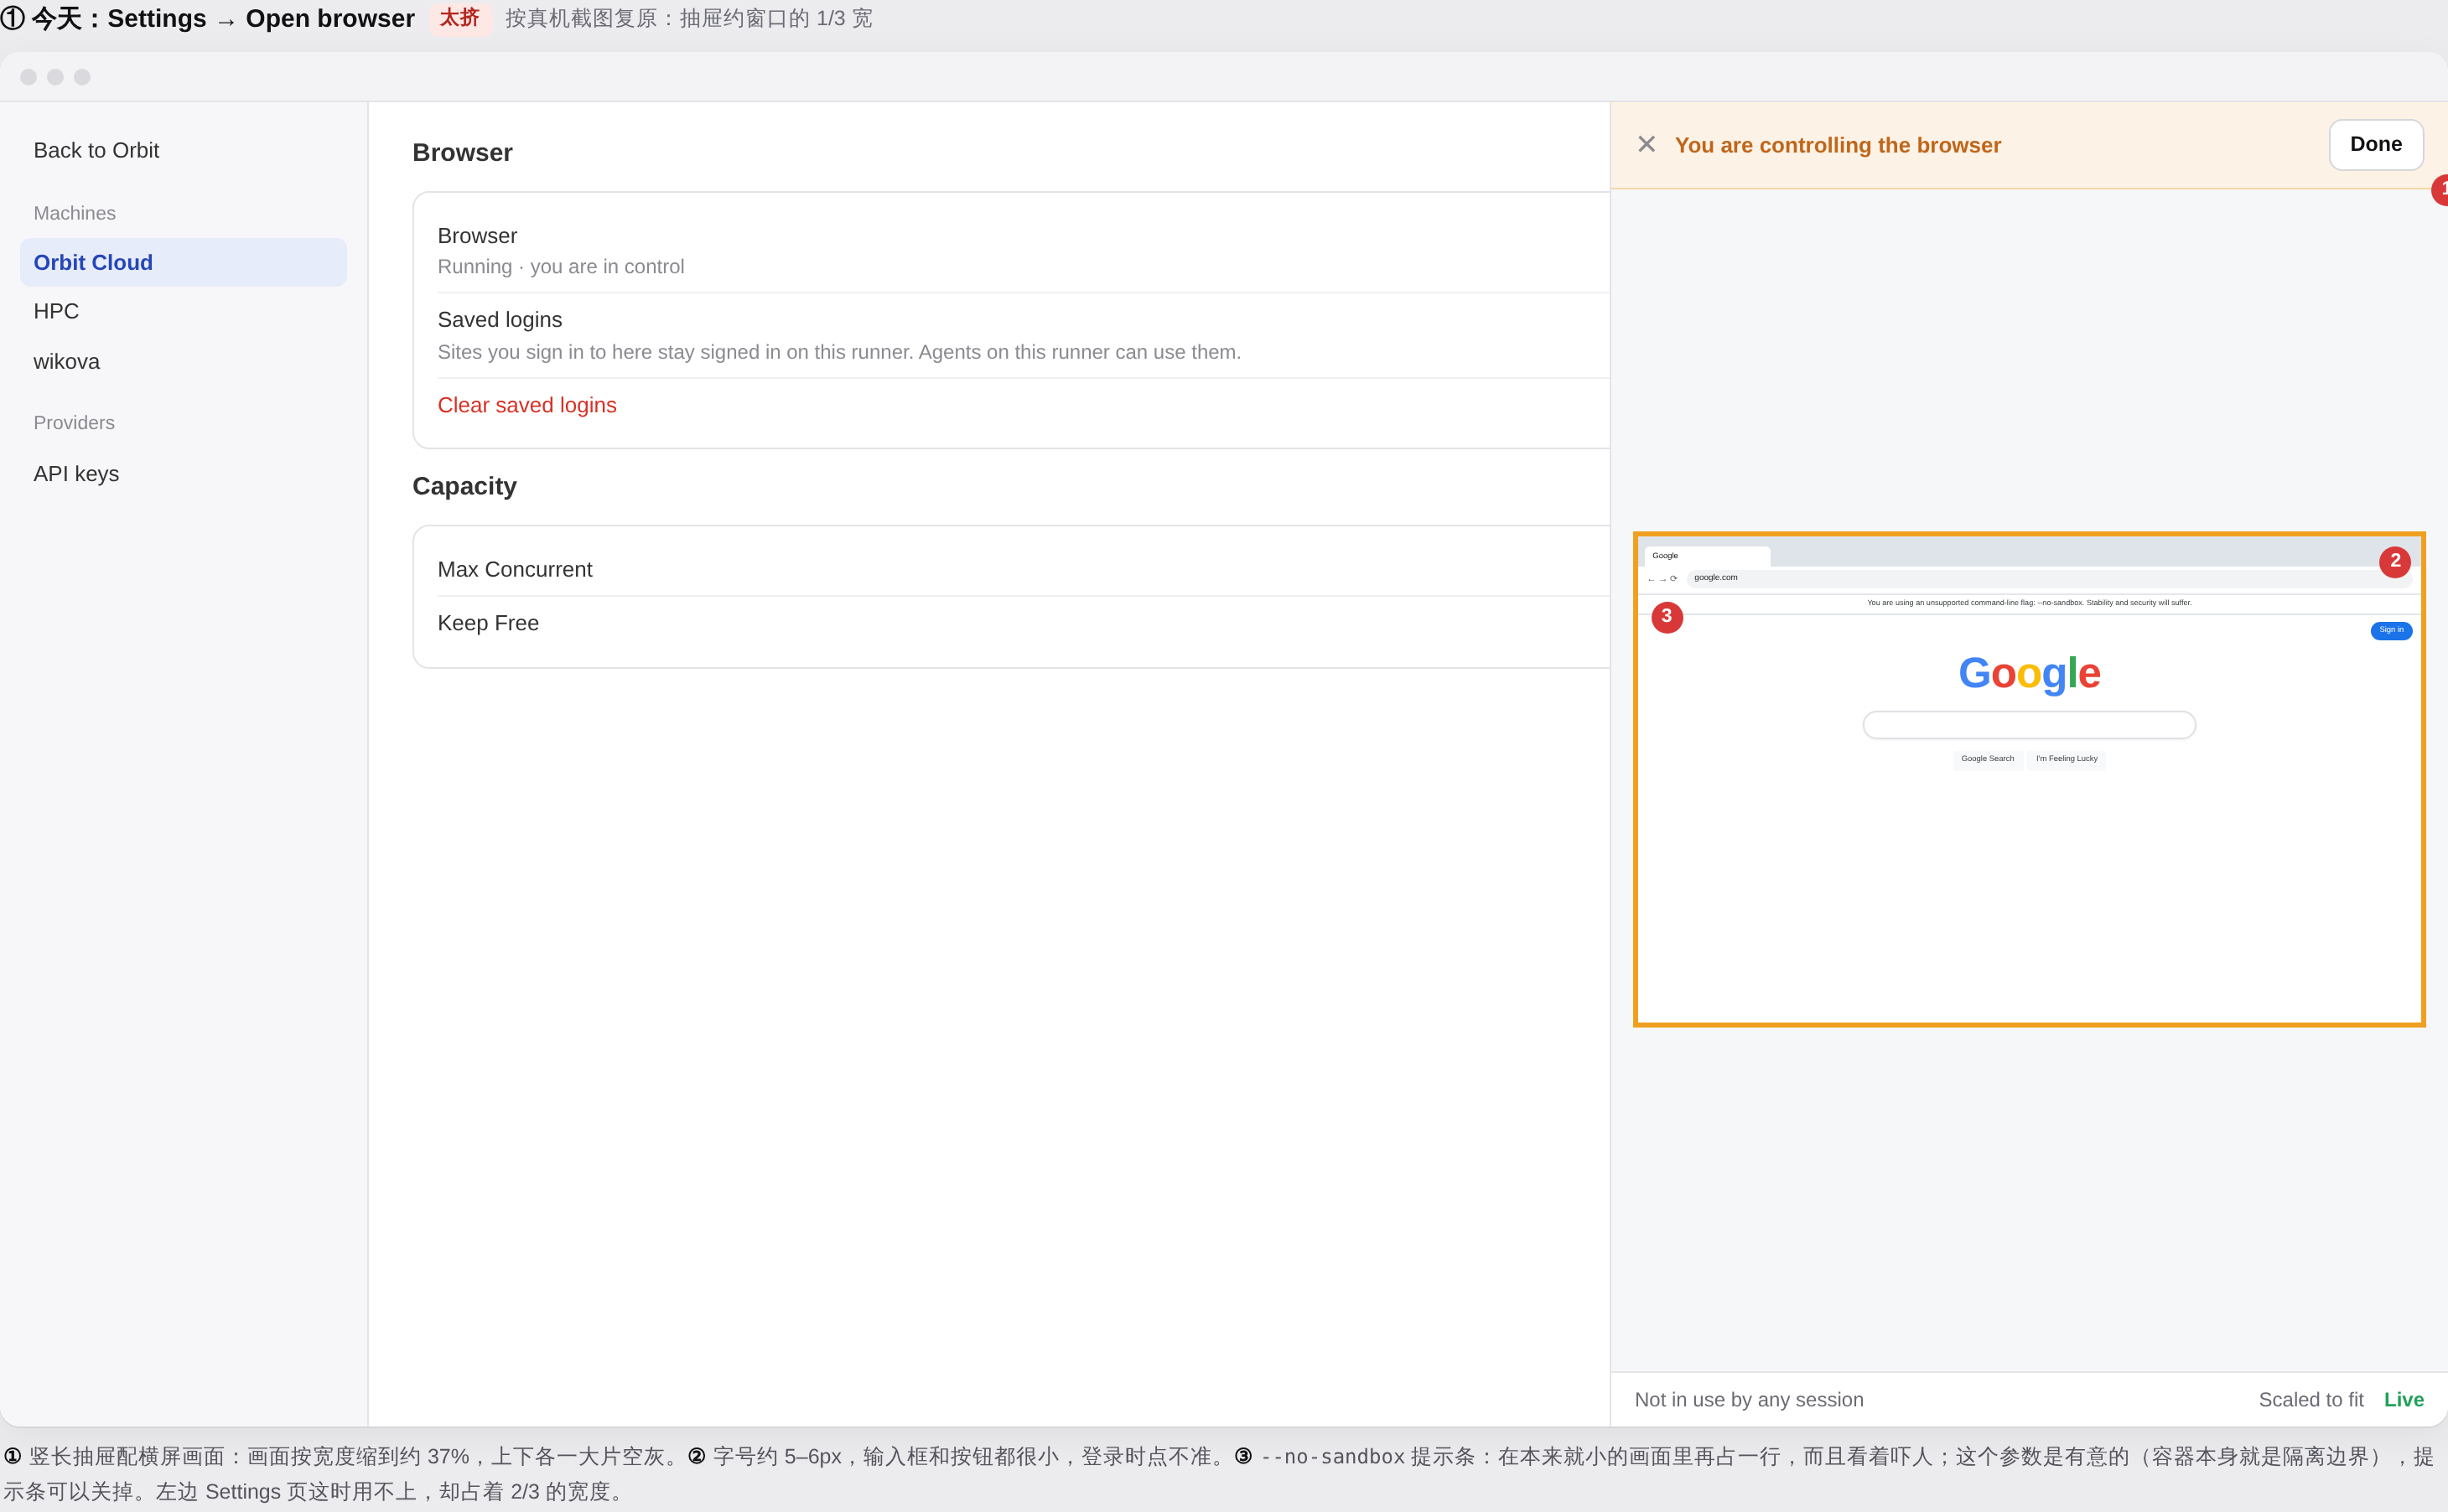 ① 今天：Settings → Open browser 太挤 按真机截图复原：抽屉约窗口的 1/3 宽
Back to Orbit
Machines
Orbit Cloud
HPC
wikova
Providers
API keys
Browser
Browser
Running · you are in control
Saved logins
Sites you sign in to here stay signed in on this runner. Agents on this runner can use them.
Clear saved logins
Capacity
Max Concurrent
Keep Free
✕ You are controlling the browser Done
1
Google
2
← → ⟳ google.com
You are using an unsupported command-line flag: --no-sandbox. Stability and security will suffer.
3
Sign in
Google
Google Search I'm Feeling Lucky
Not in use by any session Scaled to fit Live
① 竖长抽屉配横屏画面：画面按宽度缩到约 37%，上下各一大片空灰。② 字号约 5–6px，输入框和按钮都很小，登录时点不准。③ --no-sandbox 提示条：在本来就小的画面里再占一行，而且看着吓人；这个参数是有意的（容器本身就是隔离边界），提
示条可以关掉。左边 Settings 页这时用不上，却占着 2/3 的宽度。